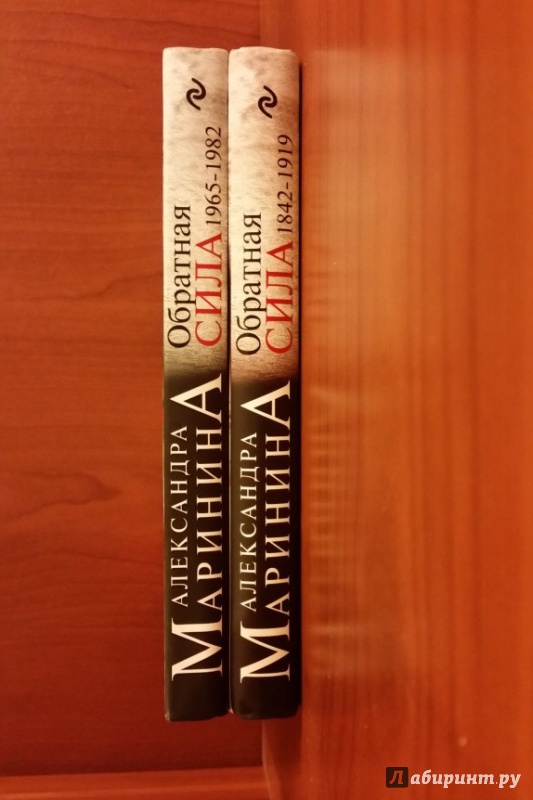 АЛЕКСАНДРА
МАРИНИНА
Обратная
СИЛА 1965-1982
АЛЕКСАНДРА
МАРИНИНА
Обратная
СИЛА 1842-1919
Лабиринт.ру